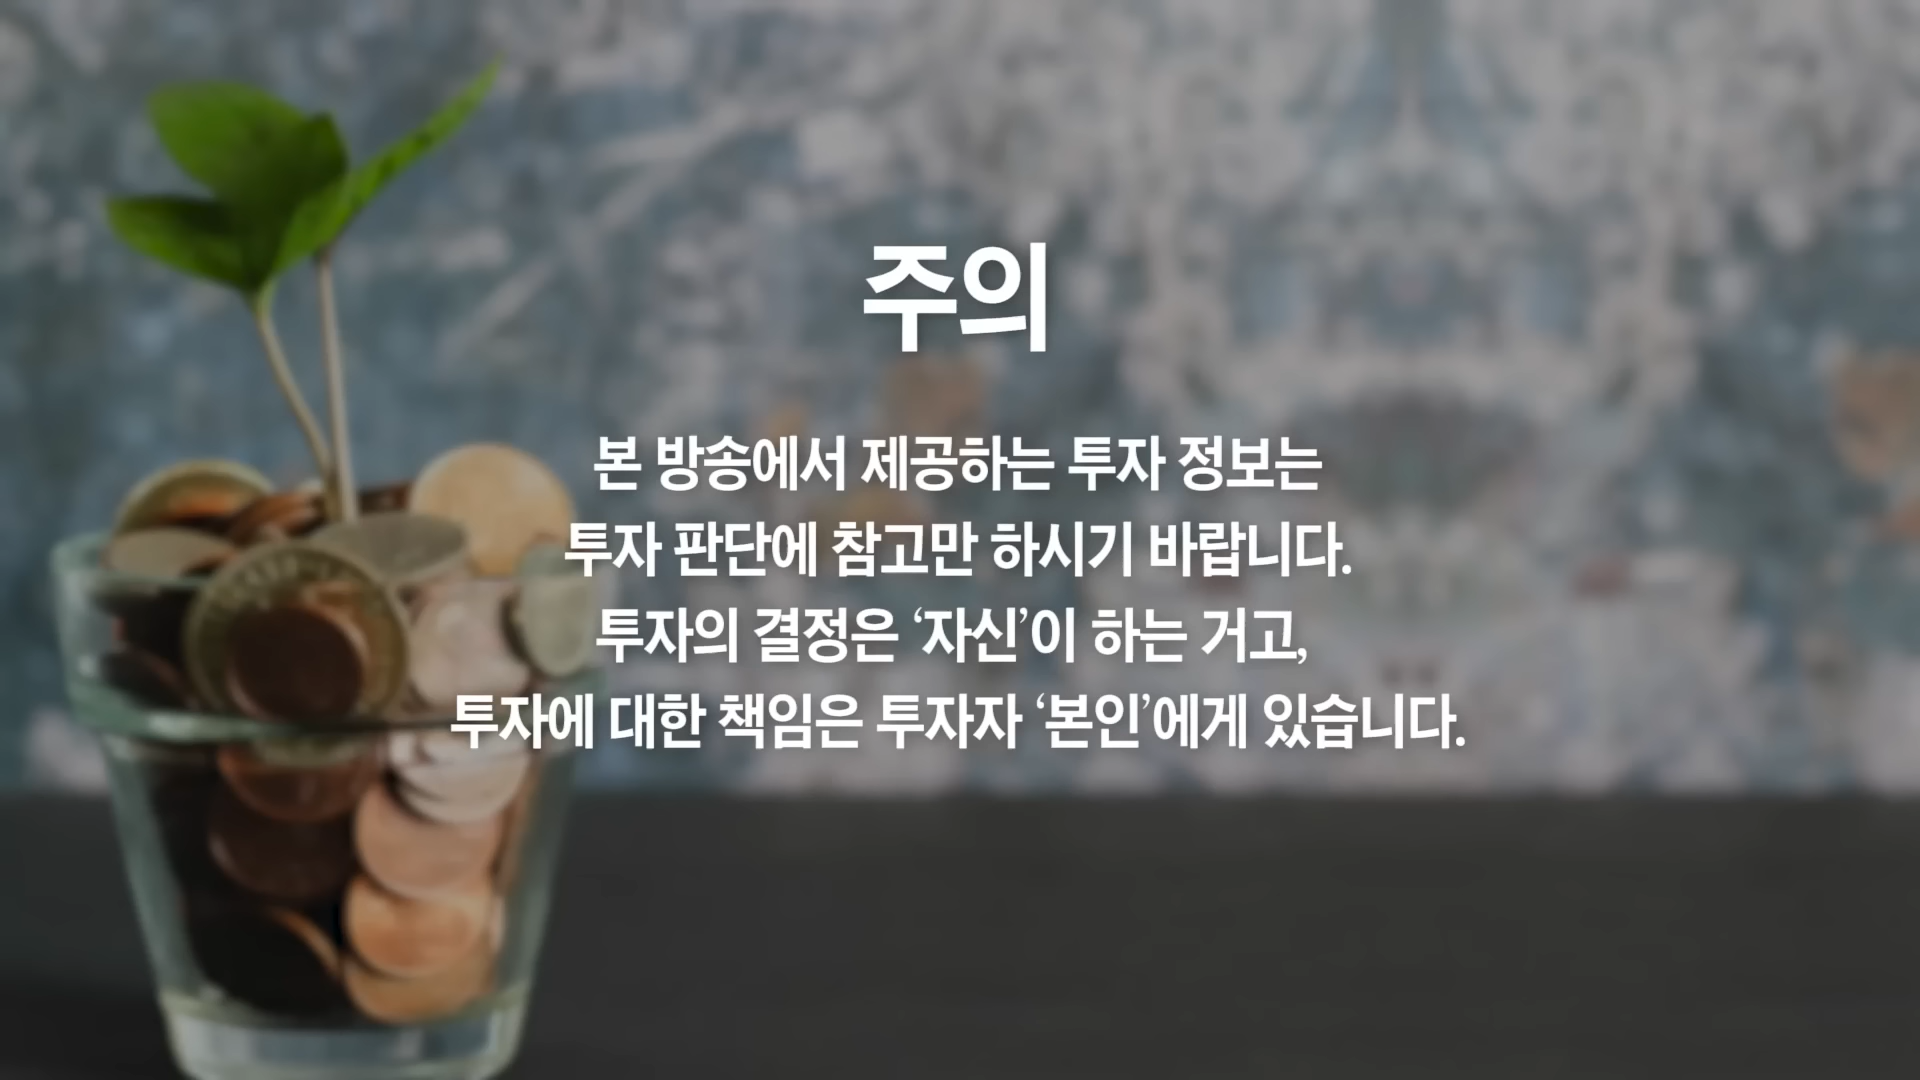 주의
본 방송에서 제공하는 투자 정보는
투자 판단에 참고만 하시기 바랍니다.
투자의 결정은 ‘자신’이 하는 거고,
투자에 대한 책임은 투자자 ‘본인’에게 있습니다.